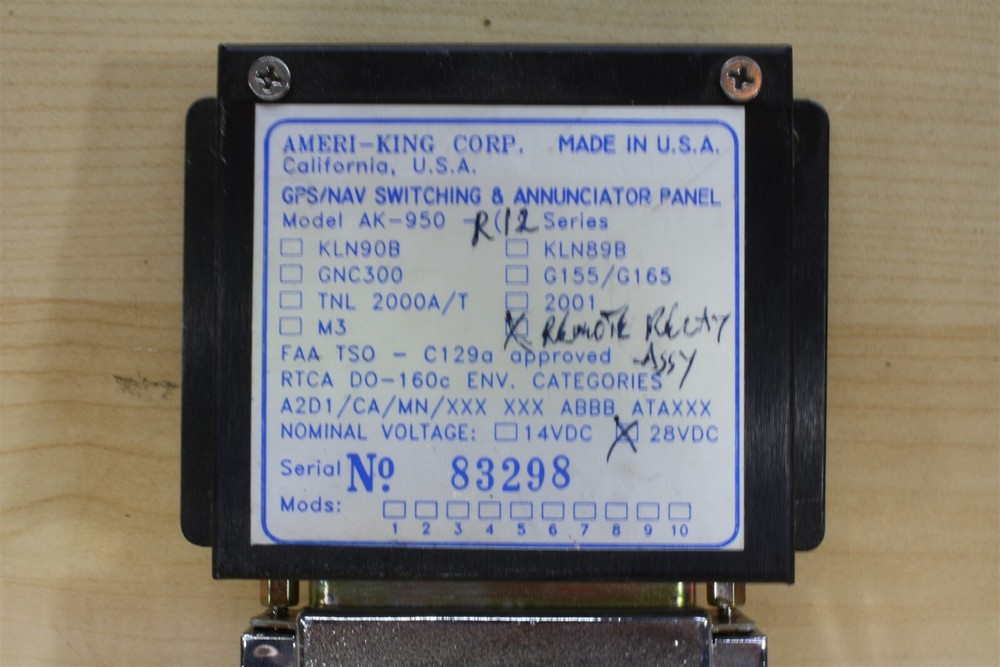 AMERI-KING CORP. MADE IN U.S.A.
California, U.S.A.
GPS/NAV SWITCHING & ANNUNCIATOR PANEL
Model AK-950 -R(12 Series
KLN90B KLN89B
GNC300 G155/G165
TNL 2000A/T 2001
M3 X REMOTE RELAY
ASSY
FAA TSO - C129a approved
RTCA DO-160c ENV. CATEGORIES
A2D1/CA/MN/XXX XXX ABBB ATAXXX
NOMINAL VOLTAGE: 14VDC X 28VDC
Serial No 83298
Mods:
1 2 3 4 5 6 7 8 9 10